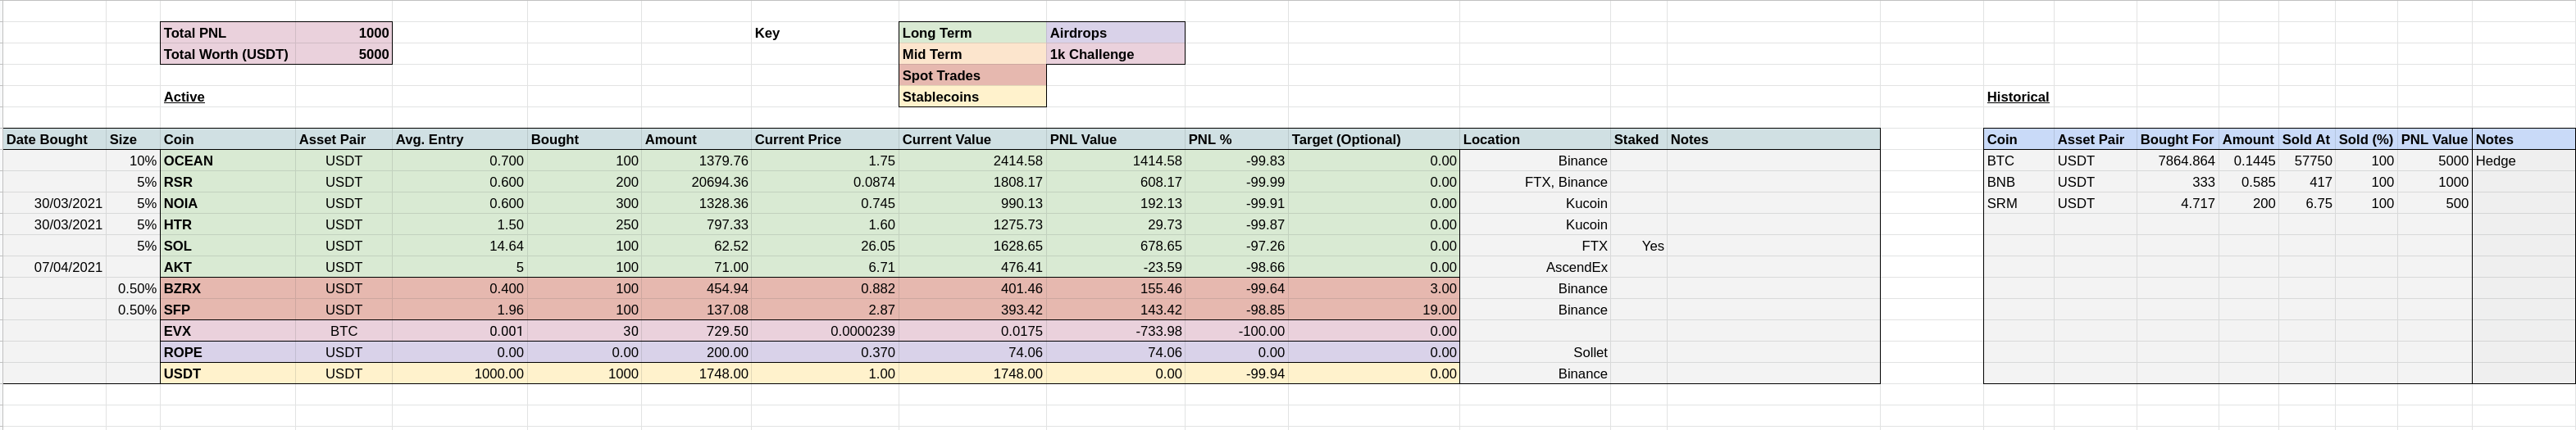 Total PNL 1000 Key Long Term Airdrops
Total Worth (USDT) 5000 Mid Term 1k Challenge
Spot Trades
Active Stablecoins Historical
Date Bought Size Coin Asset Pair Avg. Entry Bought Amount Current Price Current Value PNL Value PNL % Target (Optional) Location Staked Notes Coin Asset Pair Bought For Amount Sold At Sold (%) PNL Value Notes
10% OCEAN USDT 0.700 100 1379.76 1.75 2414.58 1414.58 -99.83 0.00 Binance BTC USDT 7864.864 0.1445 57750 100 5000 Hedge
5% RSR USDT 0.600 200 20694.36 0.0874 1808.17 608.17 -99.99 0.00 FTX, Binance BNB USDT 333 0.585 417 100 1000
30/03/2021 5% NOIA USDT 0.600 300 1328.36 0.745 990.13 192.13 -99.91 0.00 Kucoin SRM USDT 4.717 200 6.75 100 500
30/03/2021 5% HTR USDT 1.50 250 797.33 1.60 1275.73 29.73 -99.87 0.00 Kucoin
5% SOL USDT 14.64 100 62.52 26.05 1628.65 678.65 -97.26 0.00 FTX Yes
07/04/2021 AKT USDT 5 100 71.00 6.71 476.41 -23.59 -98.66 0.00 AscendEx
0.50% BZRX USDT 0.400 100 454.94 0.882 401.46 155.46 -99.64 3.00 Binance
0.50% SFP USDT 1.96 100 137.08 2.87 393.42 143.42 -98.85 19.00 Binance
EVX BTC 0.001 30 729.50 0.0000239 0.0175 -733.98 -100.00 0.00
ROPE USDT 0.00 0.00 200.00 0.370 74.06 74.06 0.00 0.00 Sollet
USDT USDT 1000.00 1000 1748.00 1.00 1748.00 0.00 -99.94 0.00 Binance